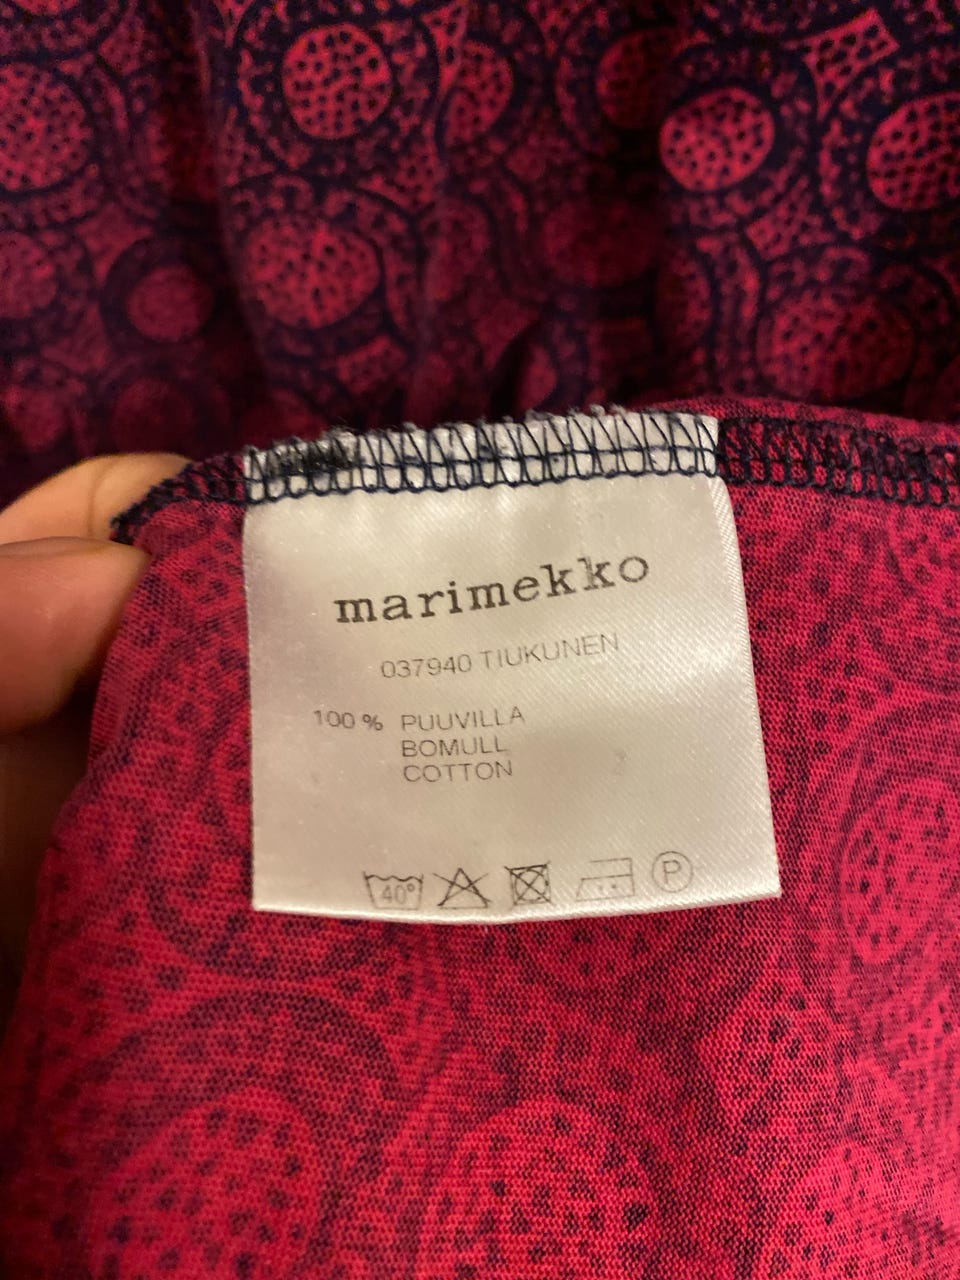 marimekko
037940 TIUKUNEN
100 % PUUVILLA
BOMULL
COTTON
40° P